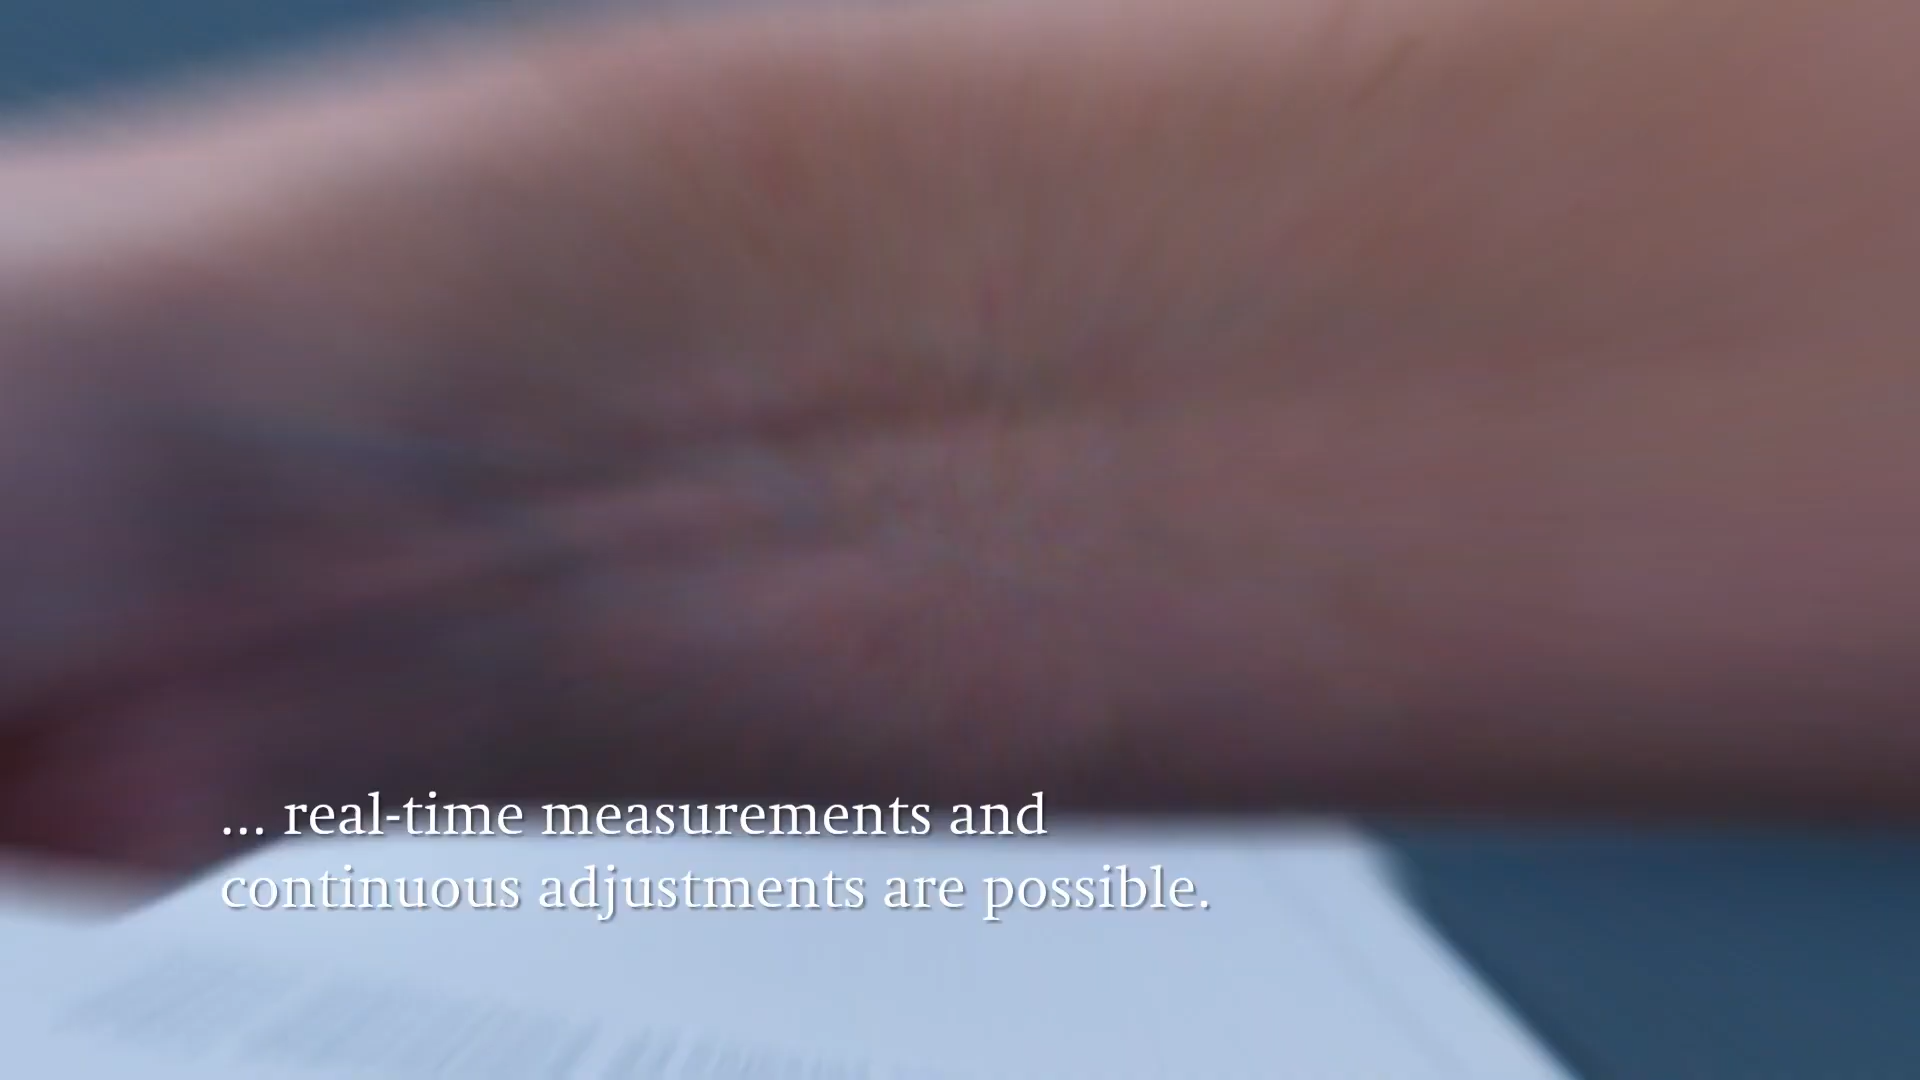 ... real-time measurements and
continuous adjustments are possible.